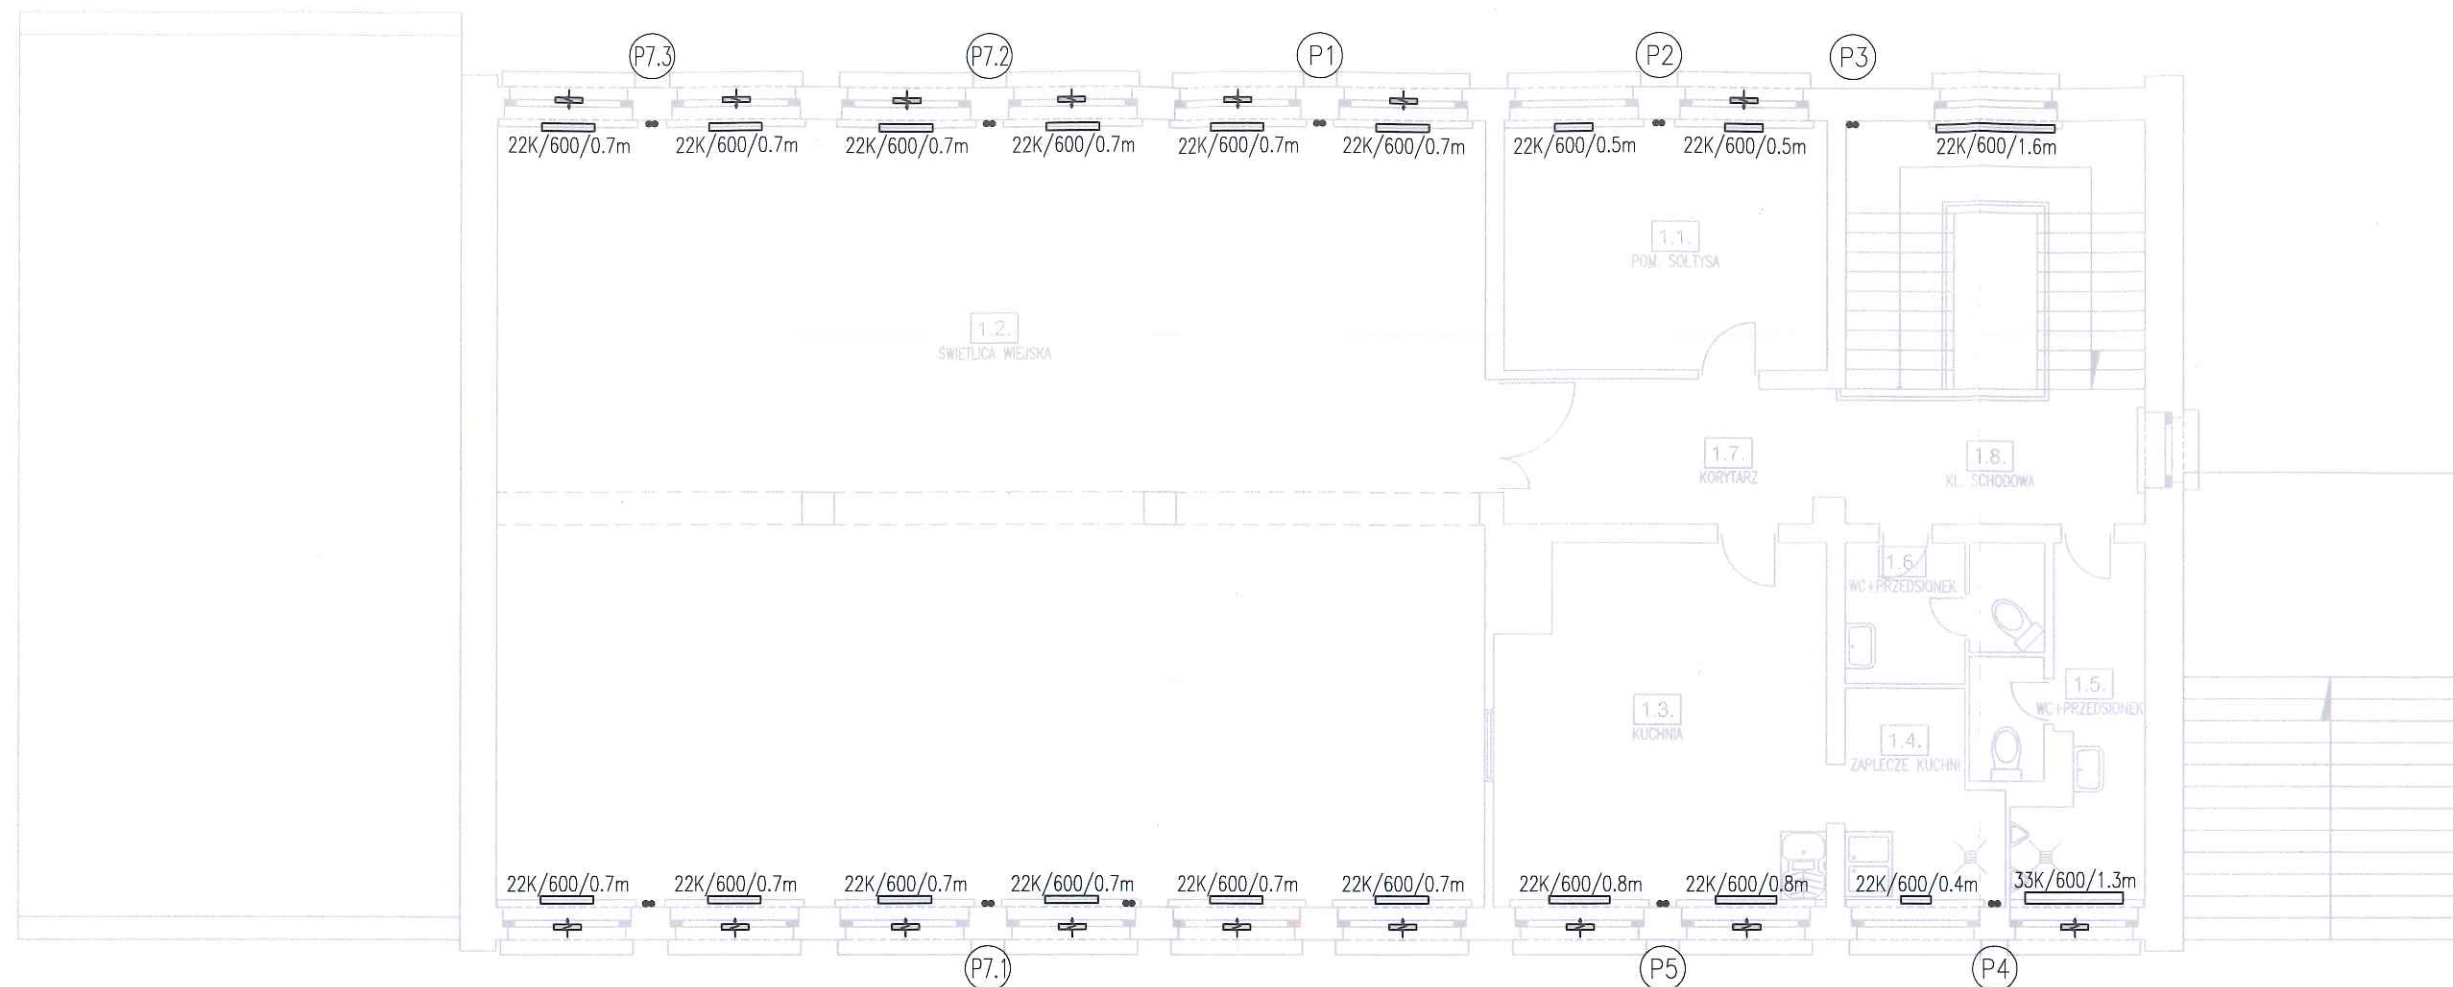 P7.3 P7.2 P1 P2 P3
22K/600/0.7m 22K/600/0.7m 22K/600/0.7m 22K/600/0.7m 22K/600/0.7m 22K/600/0.7m 22K/600/0.5m 22K/600/0.5m 22K/600/1.6m
1.1.
POM. SOŁTYSA
1.2.
ŚWIETLICA WIEJSKA
1.7.
KORYTARZ
1.8.
KL. SCHODOWA
1.6.
WC+PRZEDSIONEK
1.5.
WC+PRZEDSIONEK
1.3.
KUCHNIA
1.4.
ZAPLECZE KUCHNI
22K/600/0.7m 22K/600/0.7m 22K/600/0.7m 22K/600/0.7m 22K/600/0.7m 22K/600/0.7m 22K/600/0.8m 22K/600/0.8m 22K/600/0.4m 33K/600/1.3m
P7.1 P5 P4